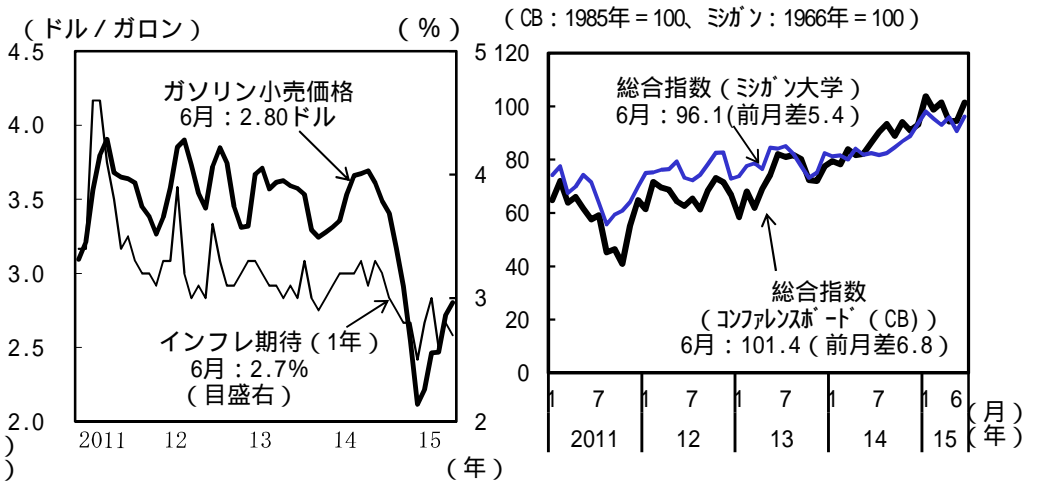 (ドル/ガロン)
(%)
4.5
4.0
3.5
3.0
2.5
2.0
5
4
3
2
ガソリン小売価格
6月：2.80ドル
インフレ期待（1年）
6月：2.7%
（目盛右）
2011 12 13 14 15
（年）
)
)
（CB：1985年＝100、ﾐｼｶﾞﾝ：1966年＝100）
120
100
80
60
40
20
0
総合指数（ﾐｼｶﾞﾝ大学）
6月：96.1(前月差5.4)
総合指数
(ｺﾝﾌｧﾚﾝｽﾎﾞｰﾄﾞ（CB))
6月：101.4（前月差6.8）
1 7 1 7 1 7 1 7 1 6
（月）
2011 12 13 14 15
（年）